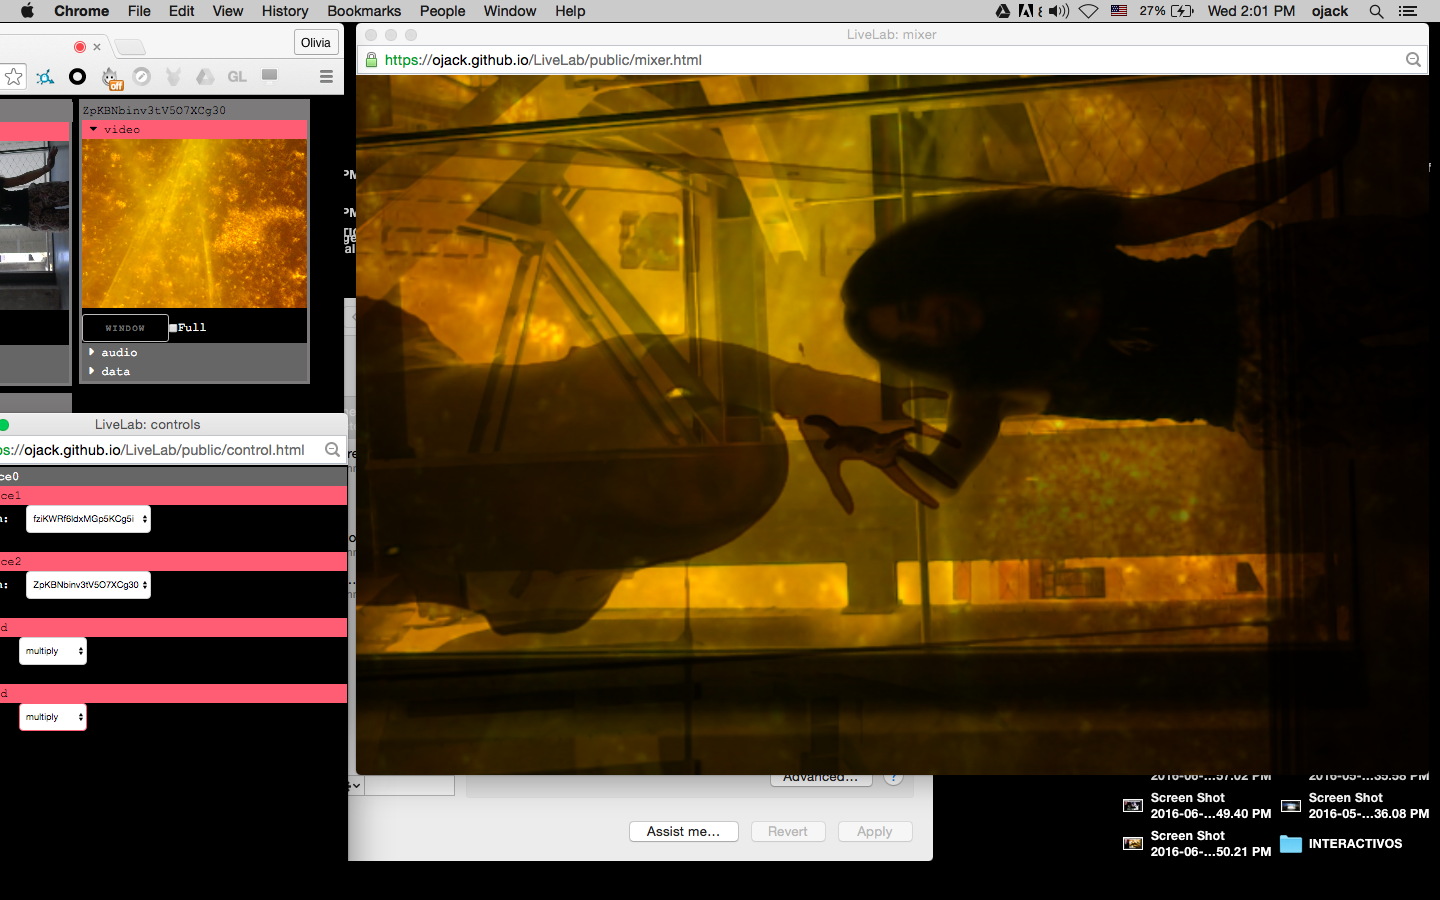 Chrome File Edit View History Bookmarks People Window Help
27% Wed 2:01 PM ojack
Olivia
GL
off
LiveLab: mixer
https://ojack.github.io/LiveLab/public/mixer.html
ZpKBNbinv3tV5O7XCg30
video
WINDOW Full
audio
data
LiveLab: controls
ps://ojack.github.io/LiveLab/public/control.html
ce0
ce1
a: fziKWRf6ldxMGp5KCg5i
ce2
a: ZpKBNbinv3tV5O7XCg30
d
multiply
d
multiply
PM
PM
Advanced... ?
Assist me... Revert Apply
2016-06-...57.02 PM
2016-05-...35.58 PM
Screen Shot
2016-06-...49.40 PM
Screen Shot
2016-05-...36.08 PM
Screen Shot
2016-06-...50.21 PM
INTERACTIVOS